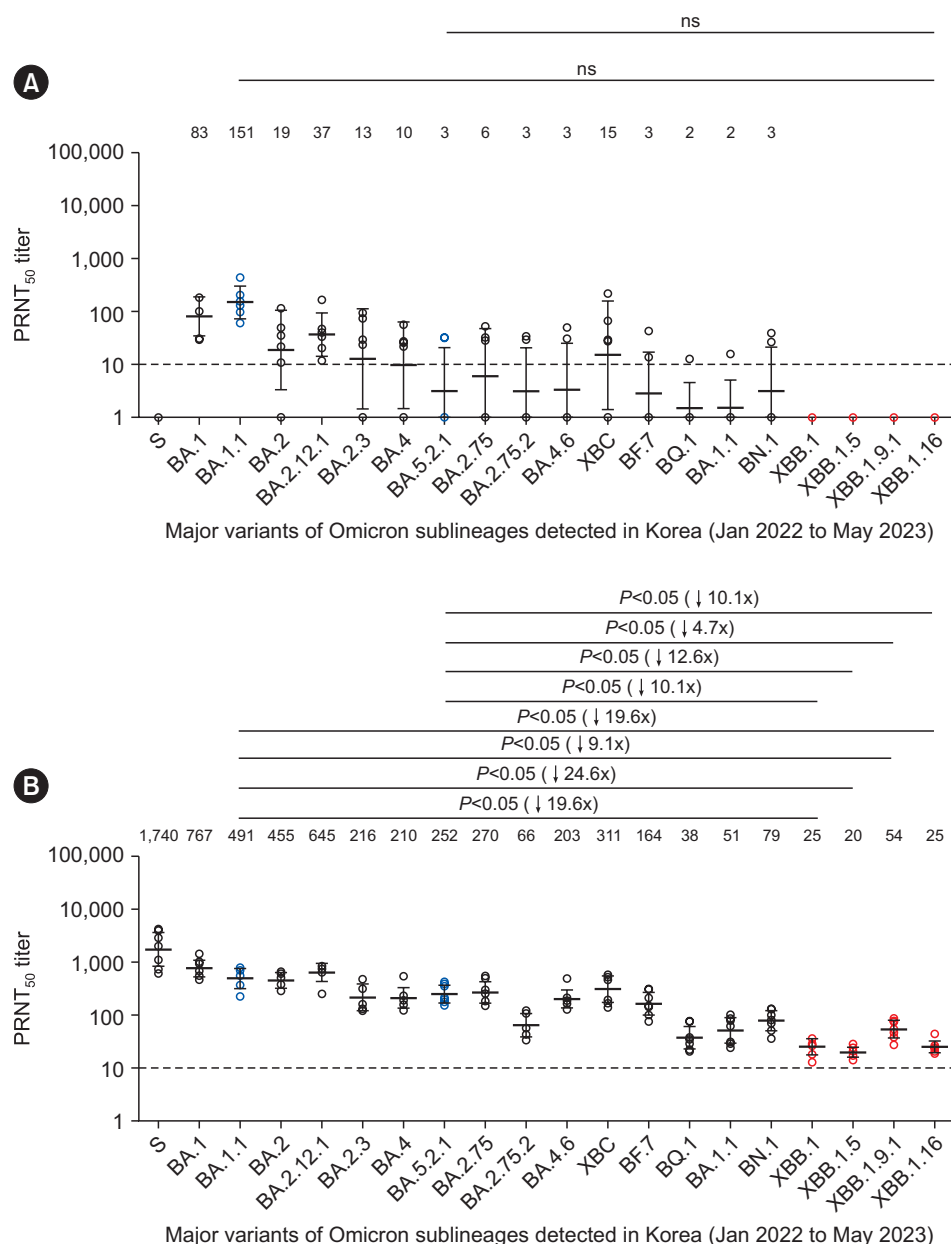 ns
ns
A
83 151 19 37 13 10 3 6 3 3 15 3 2 2 3
100,000
10,000
1,000
100
10
1
PRNT50 titer
S BA.1 BA.1.1 BA.2 BA.2.12.1 BA.2.3 BA.4 BA.5.2.1 BA.2.75 BA.2.75.2 BA.4.6 XBC BF.7 BQ.1 BA.1.1 BN.1 XBB.1 XBB.1.5 XBB.1.9.1 XBB.1.16
Major variants of Omicron sublineages detected in Korea (Jan 2022 to May 2023)
P<0.05 (↓10.1x)
P<0.05 (↓4.7x)
P<0.05 (↓12.6x)
P<0.05 (↓10.1x)
P<0.05 (↓19.6x)
P<0.05 (↓9.1x)
P<0.05 (↓24.6x)
P<0.05 (↓19.6x)
B
1,740 767 491 455 645 216 210 252 270 66 203 311 164 38 51 79 25 20 54 25
100,000
10,000
1,000
100
10
1
PRNT50 titer
S BA.1 BA.1.1 BA.2 BA.2.12.1 BA.2.3 BA.4 BA.5.2.1 BA.2.75 BA.2.75.2 BA.4.6 XBC BF.7 BQ.1 BA.1.1 BN.1 XBB.1 XBB.1.5 XBB.1.9.1 XBB.1.16
Major variants of Omicron sublineages detected in Korea (Jan 2022 to May 2023)